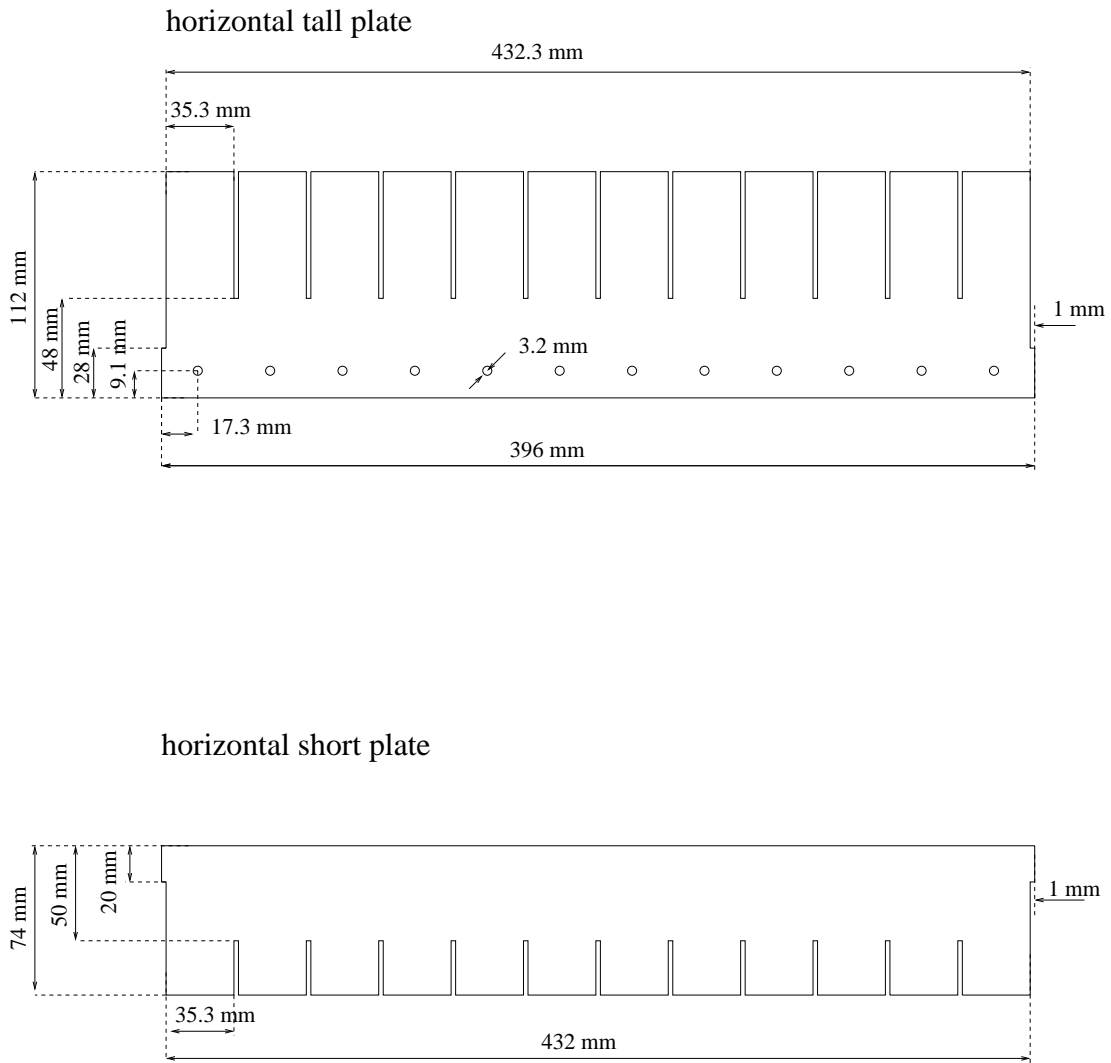 horizontal tall plate
432.3 mm
35.3 mm
112 mm
48 mm
28 mm
9.1 mm
3.2 mm
1 mm
17.3 mm
396 mm
horizontal short plate
74 mm
50 mm
20 mm
1 mm
35.3 mm
432 mm